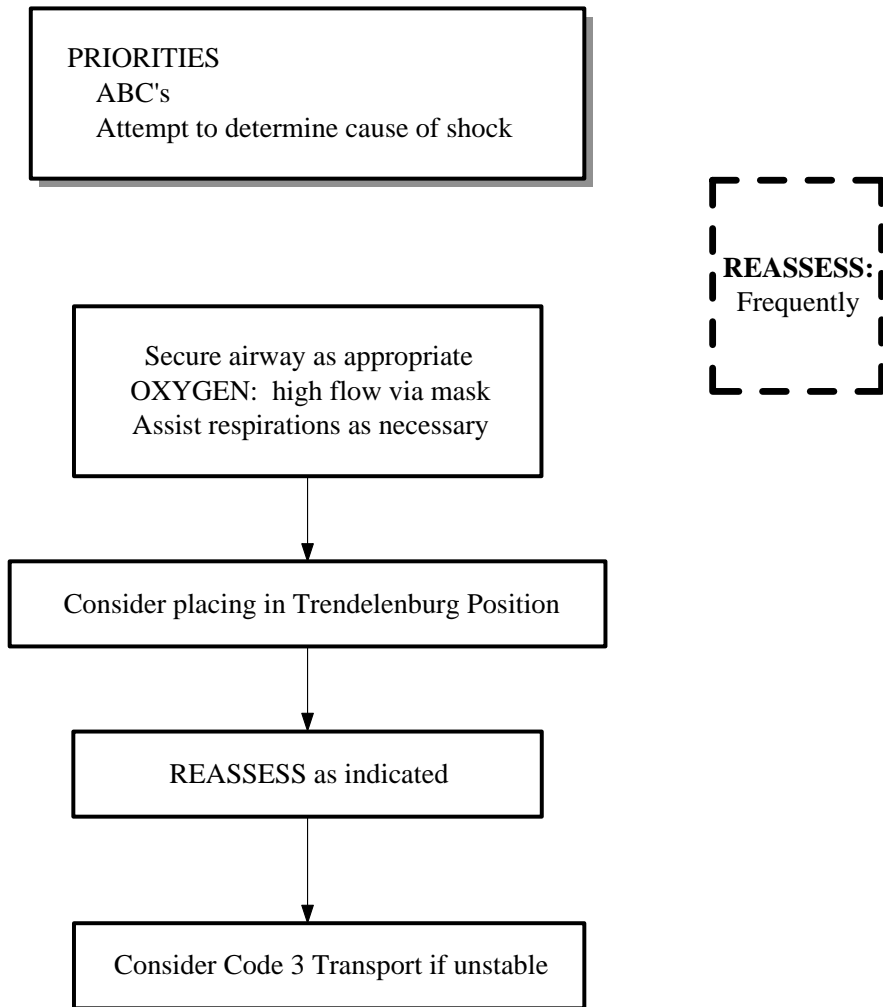 PRIORITIES
ABC's
Attempt to determine cause of shock
REASSESS:
Frequently
Secure airway as appropriate
OXYGEN:  high flow via mask
Assist respirations as necessary
Consider placing in Trendelenburg Position
REASSESS as indicated
Consider Code 3 Transport if unstable